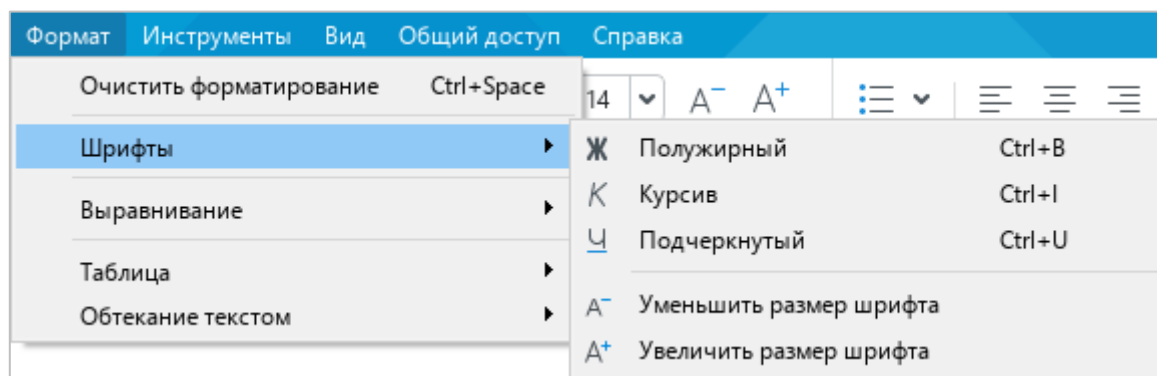 Формат Инструменты Вид Общий доступ Справка
Очистить форматирование Ctrl+Space
14 A⁻ A⁺
Шрифты
Ж Полужирный Ctrl+B
К Курсив Ctrl+I
Выравнивание
Ч Подчеркнутый Ctrl+U
Таблица
A⁻ Уменьшить размер шрифта
Обтекание текстом
A⁺ Увеличить размер шрифта